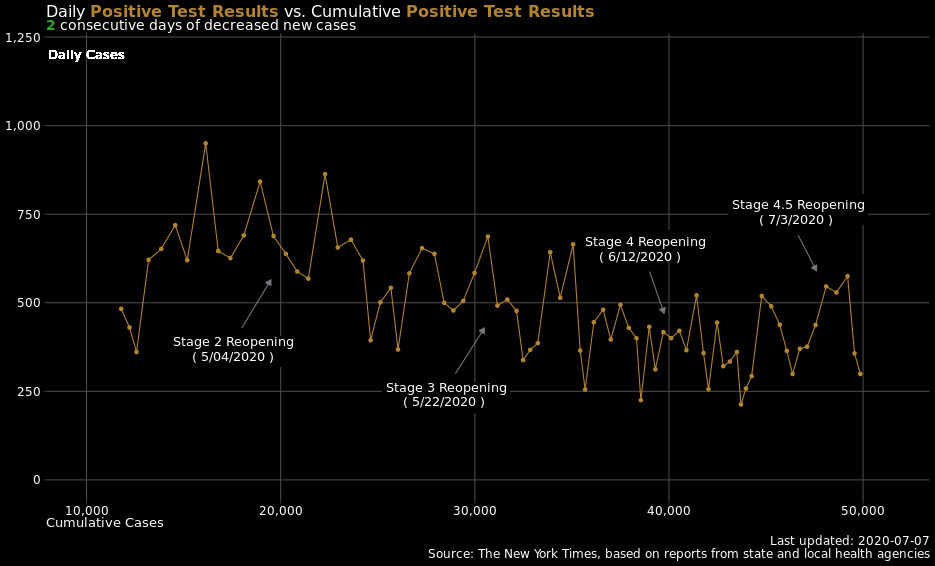 Daily Positive Test Results vs. Cumulative Positive Test Results
2 consecutive days of decreased new cases
1,250
Daily Cases
1,000
750
500
250
0
Stage 2 Reopening
( 5/04/2020 )
Stage 3 Reopening
( 5/22/2020 )
Stage 4 Reopening
( 6/12/2020 )
Stage 4.5 Reopening
( 7/3/2020 )
10,000 20,000 30,000 40,000 50,000
Cumulative Cases
Last updated: 2020-07-07
Source: The New York Times, based on reports from state and local health agencies